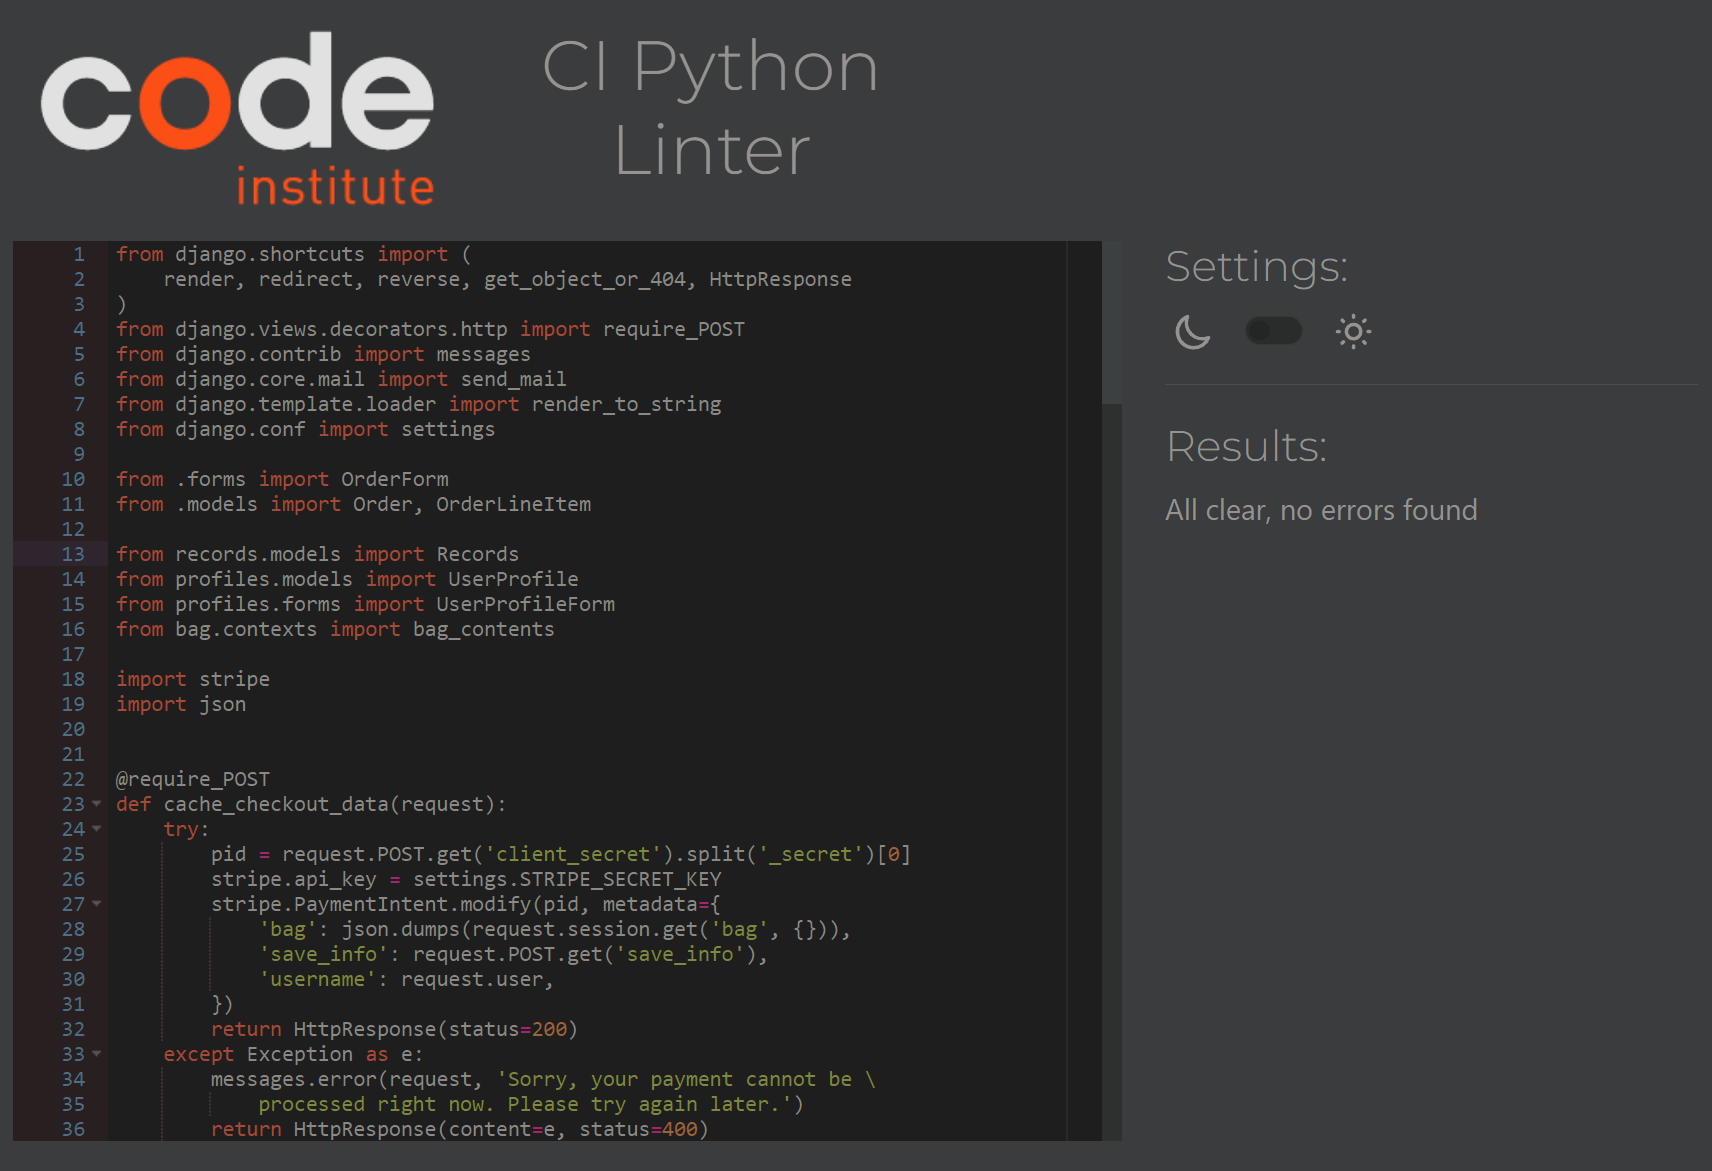 code
institute
CI Python
Linter
1 from django.shortcuts import (
2     render, redirect, reverse, get_object_or_404, HttpResponse
3 )
4 from django.views.decorators.http import require_POST
5 from django.contrib import messages
6 from django.core.mail import send_mail
7 from django.template.loader import render_to_string
8 from django.conf import settings
9
10 from .forms import OrderForm
11 from .models import Order, OrderLineItem
12
13 from records.models import Records
14 from profiles.models import UserProfile
15 from profiles.forms import UserProfileForm
16 from bag.contexts import bag_contents
17
18 import stripe
19 import json
20
21
22 @require_POST
23 def cache_checkout_data(request):
24     try:
25         pid = request.POST.get('client_secret').split('_secret')[0]
26         stripe.api_key = settings.STRIPE_SECRET_KEY
27         stripe.PaymentIntent.modify(pid, metadata={
28             'bag': json.dumps(request.session.get('bag', {})),
29             'save_info': request.POST.get('save_info'),
30             'username': request.user,
31         })
32         return HttpResponse(status=200)
33     except Exception as e:
34         messages.error(request, 'Sorry, your payment cannot be \
35             processed right now. Please try again later.')
36         return HttpResponse(content=e, status=400)
Settings:
Results:
All clear, no errors found